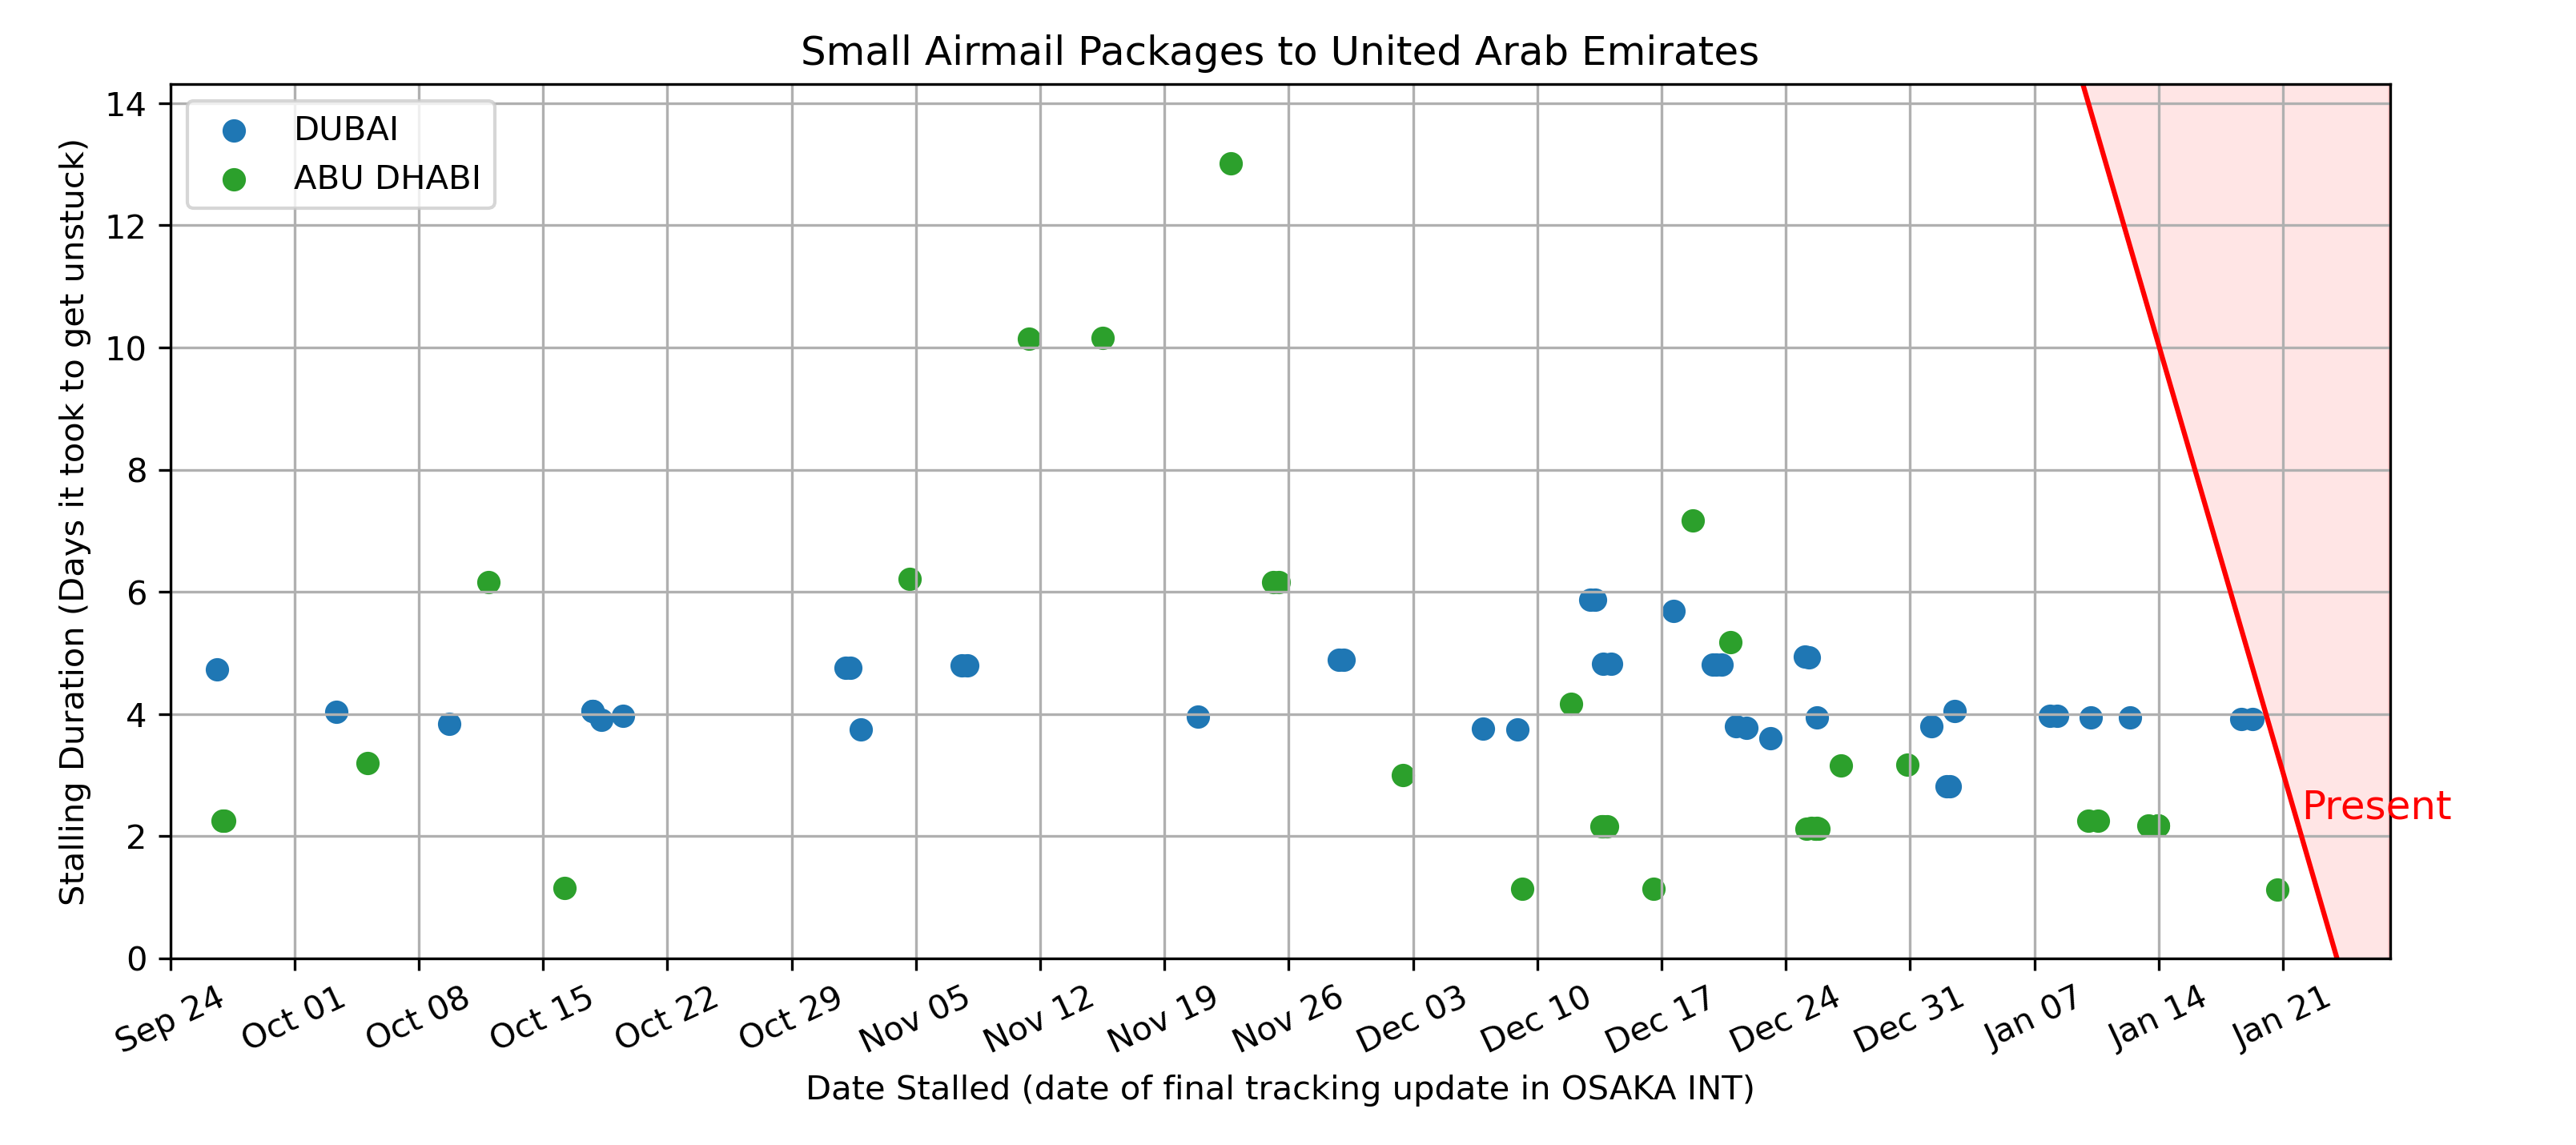 Small Airmail Packages to United Arab Emirates
DUBAI
ABU DHABI
Stalling Duration (Days it took to get unstuck)
14
12
10
8
6
4
2
0
Present
Sep 24
Oct 01
Oct 08
Oct 15
Oct 22
Oct 29
Nov 05
Nov 12
Nov 19
Nov 26
Dec 03
Dec 10
Dec 17
Dec 24
Dec 31
Jan 07
Jan 14
Jan 21
Date Stalled (date of final tracking update in OSAKA INT)